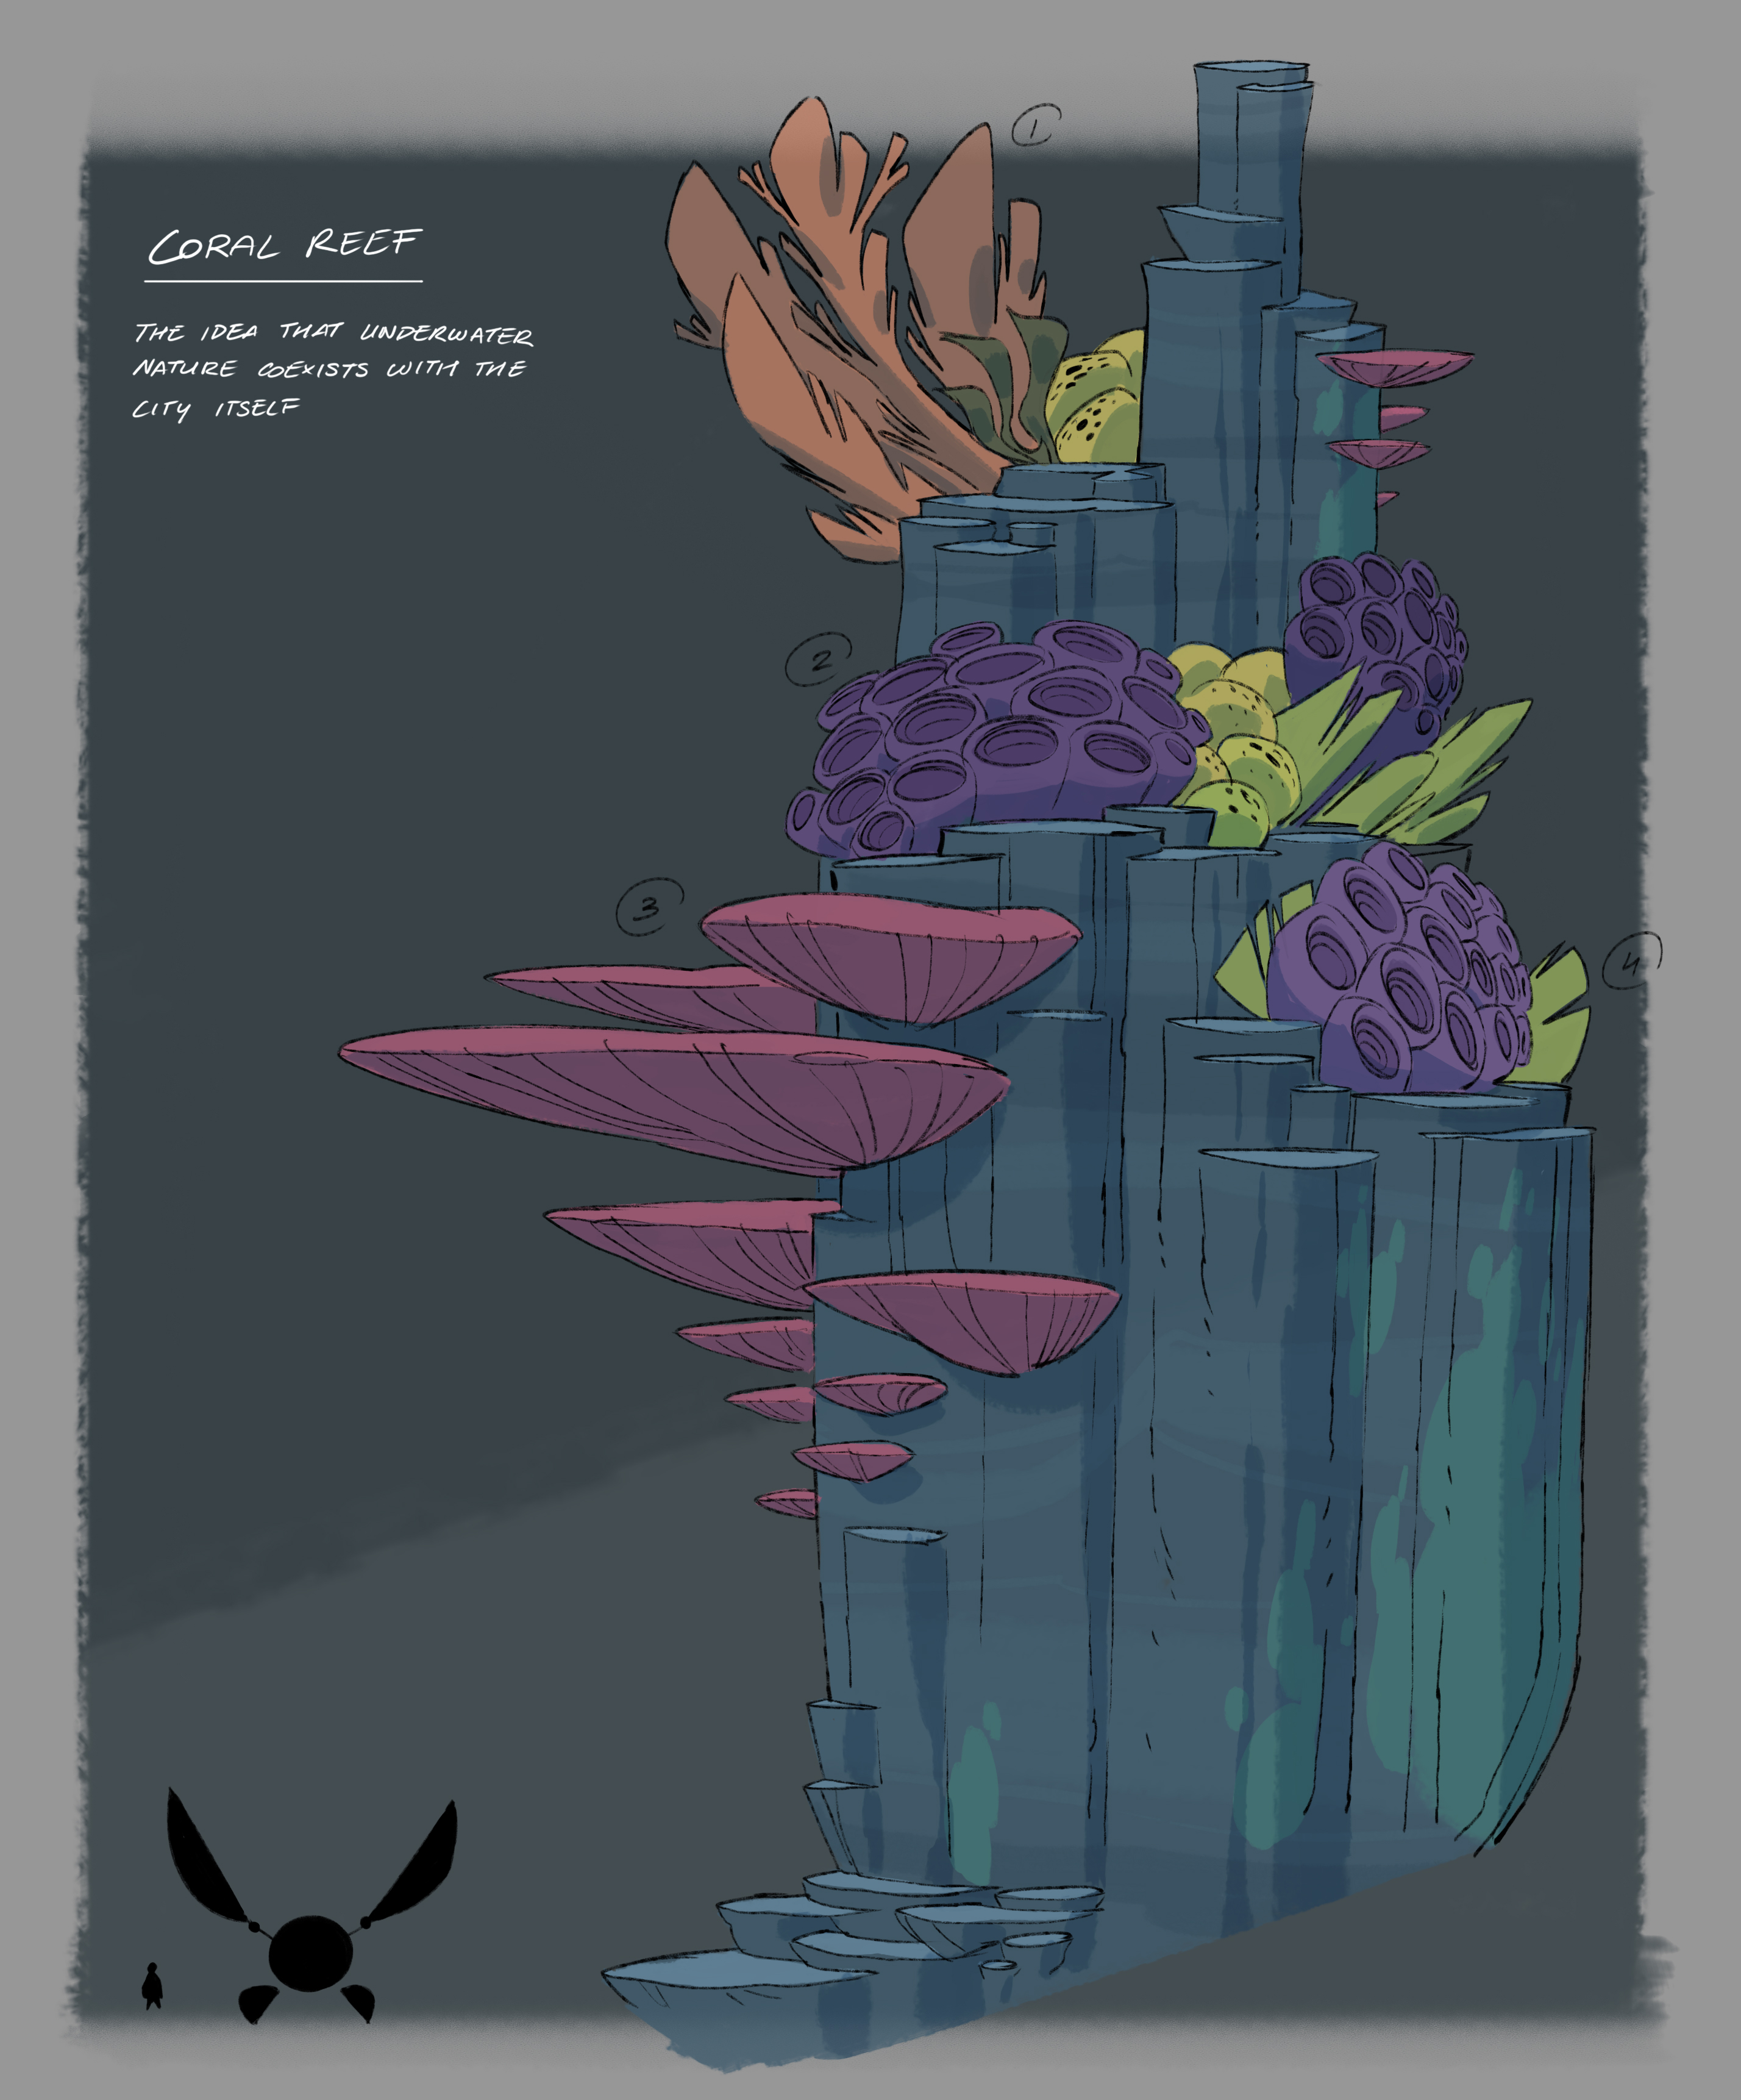 CORAL REEF
THE IDEA THAT UNDERWATER
NATURE COEXISTS WITH THE
CITY ITSELF
1
2
3
4